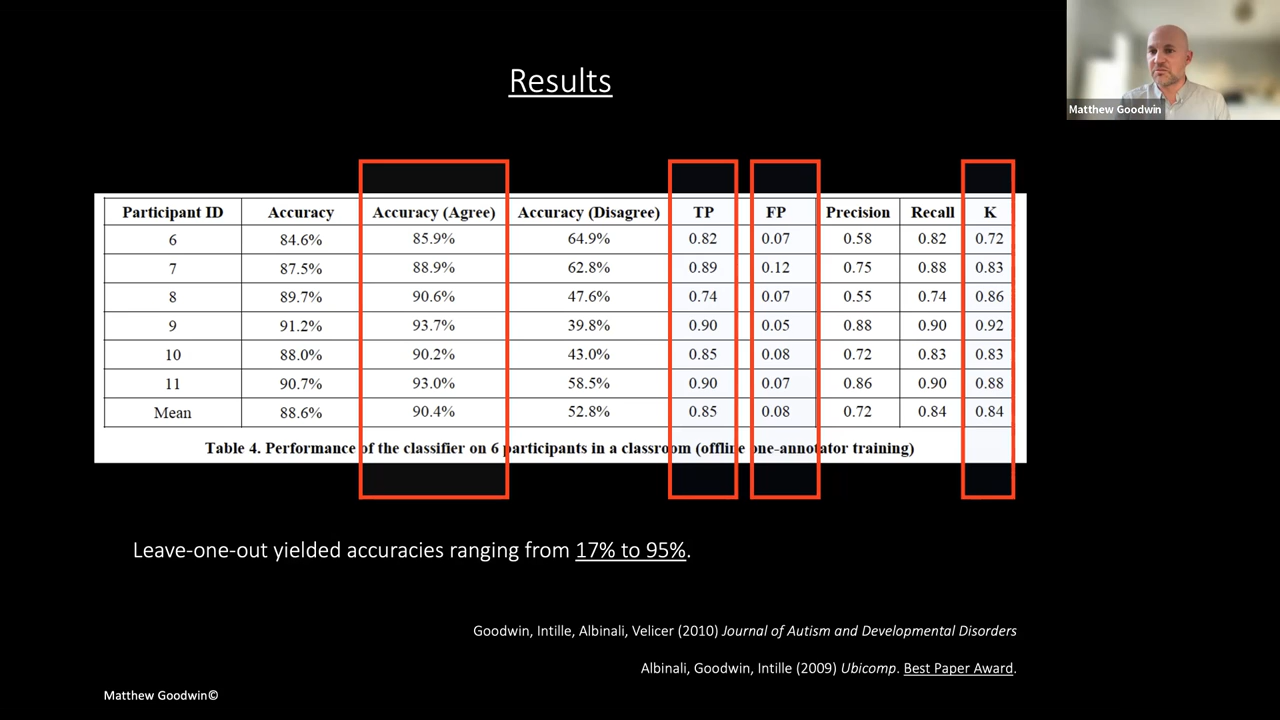 Results
Matthew Goodwin
Participant ID Accuracy Accuracy (Agree) Accuracy (Disagree) TP FP Precision Recall K
6 84.6% 85.9% 64.9% 0.82 0.07 0.58 0.82 0.72
7 87.5% 88.9% 62.8% 0.89 0.12 0.75 0.88 0.83
8 89.7% 90.6% 47.6% 0.74 0.07 0.55 0.74 0.86
9 91.2% 93.7% 39.8% 0.90 0.05 0.88 0.90 0.92
10 88.0% 90.2% 43.0% 0.85 0.08 0.72 0.83 0.83
11 90.7% 93.0% 58.5% 0.90 0.07 0.86 0.90 0.88
Mean 88.6% 90.4% 52.8% 0.85 0.08 0.72 0.84 0.84
Table 4. Performance of the classifier on 6 participants in a classroom (offline one-annotator training)
Leave-one-out yielded accuracies ranging from 17% to 95%.
Goodwin, Intille, Albinali, Velicer (2010) Journal of Autism and Developmental Disorders
Albinali, Goodwin, Intille (2009) Ubicomp. Best Paper Award.
Matthew Goodwin©